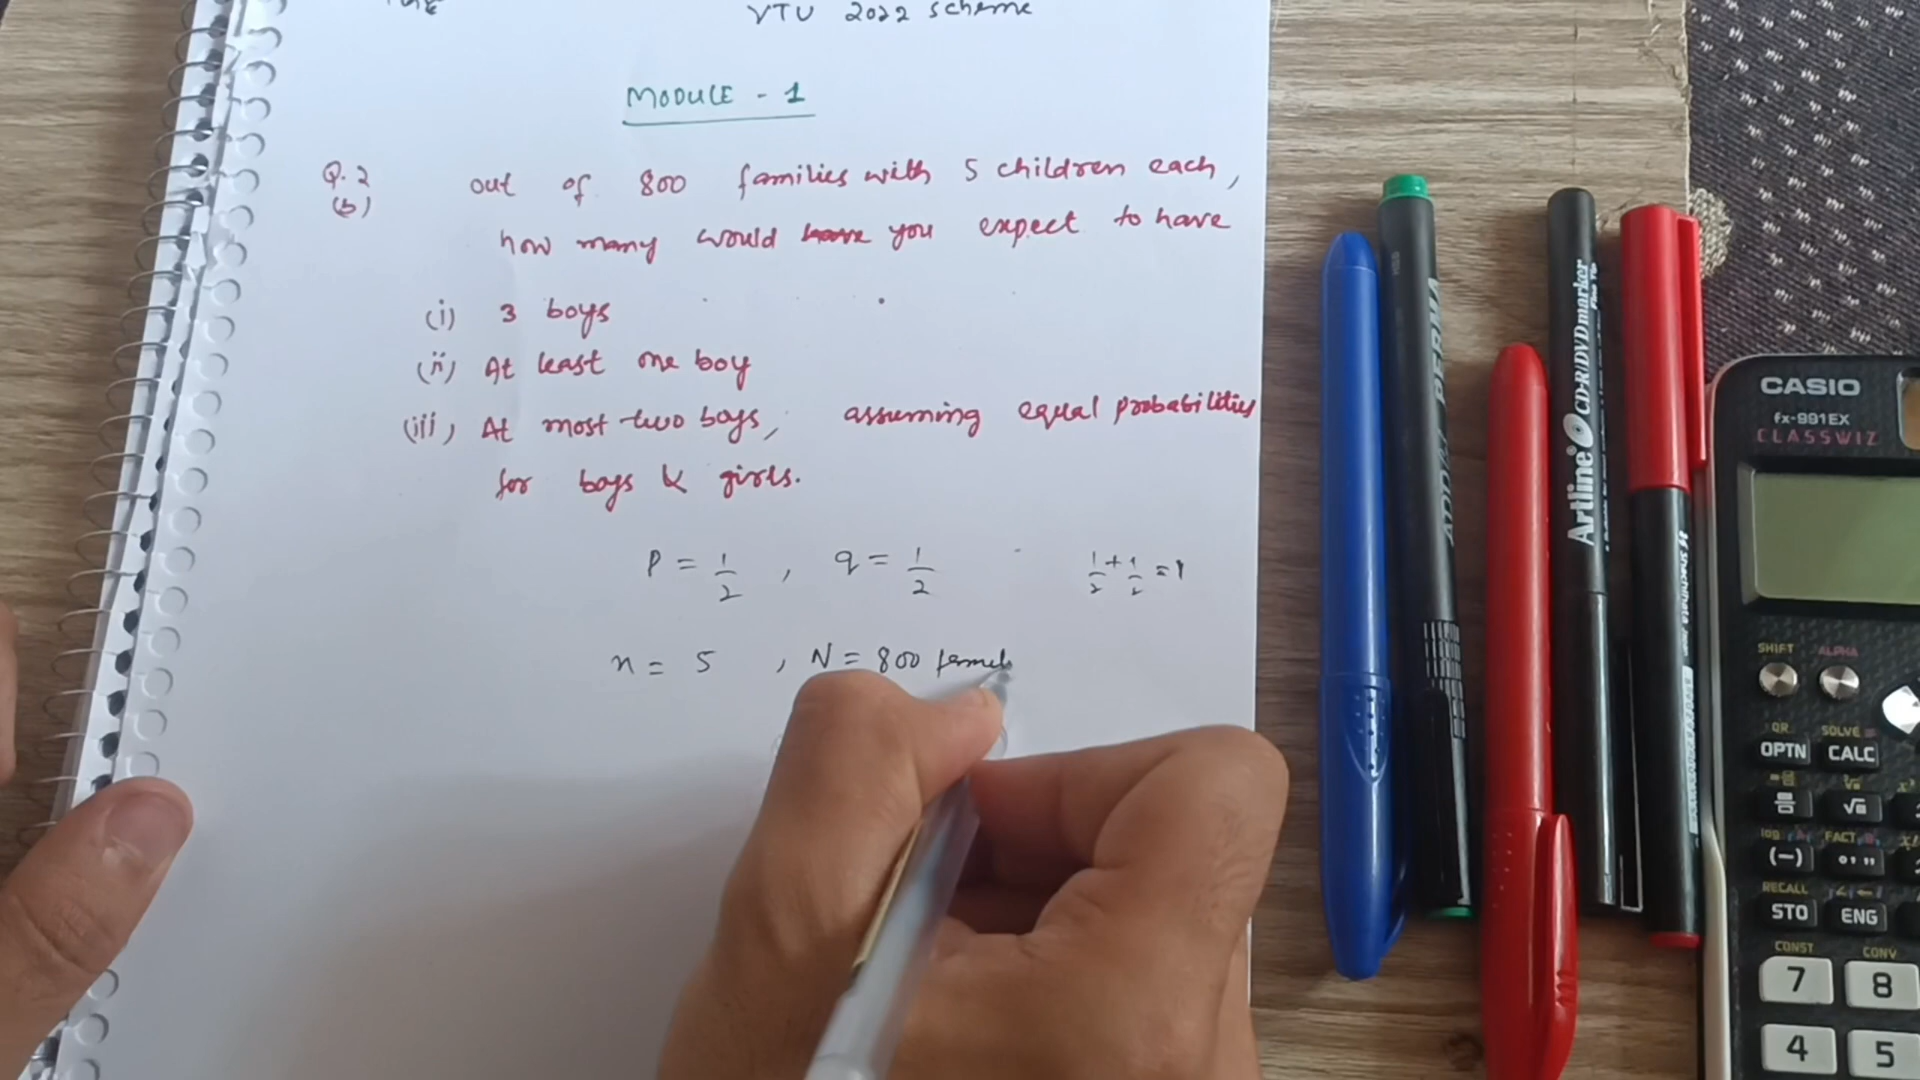 VTU 2022 scheme
MODULE - 1
Q.2 out of 800 families with 5 children each,
(b) how many would you expect to have
(i) 3 boys
(ii) At least one boy
(iii) At most two boys, assuming equal probabilities
for boys & girls.
P = 1/2 , q = 1/2 1/2 + 1/2 = 1
n = 5 , N = 800
Artline CD-R/DVD marker
CASIO
fx-991EX
CLASSWIZ
SHIFT ALPHA
QR SOLVE =
OPTN CALC
log FACT
(−) °’”
RECALL
STO ENG
CONST CONV
7 8
4 5